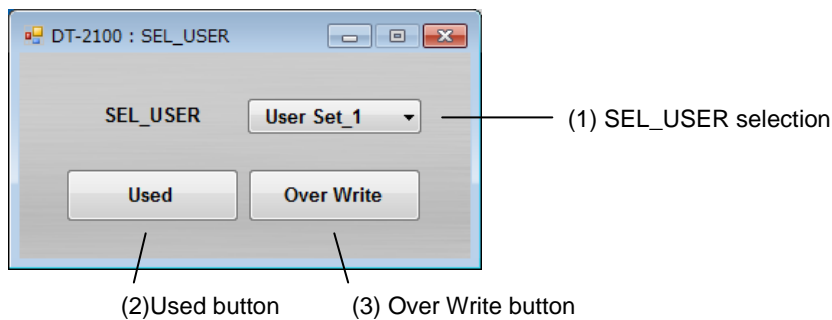 DT-2100 : SEL_USER
SEL_USER
User Set_1
(1) SEL_USER selection
Used
Over Write
(2)Used button
(3) Over Write button